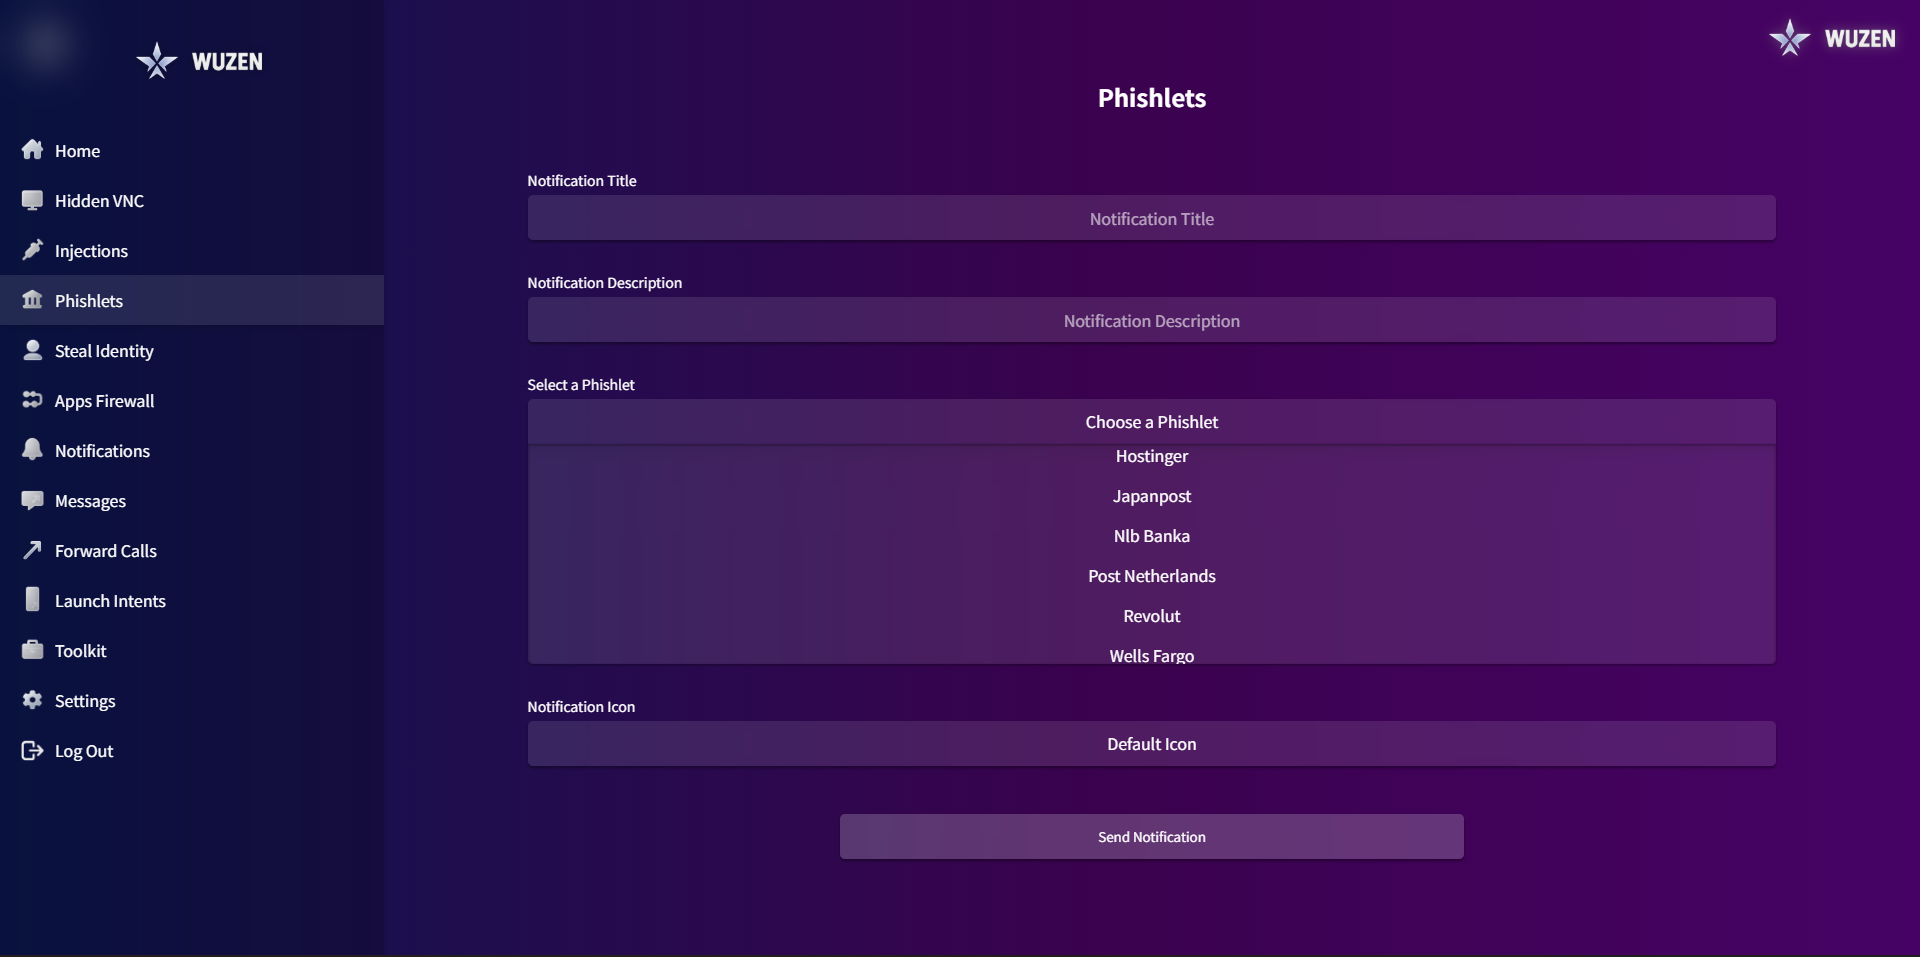 WUZEN
Home
Hidden VNC
Injections
Phishlets
Steal Identity
Apps Firewall
Notifications
Messages
Forward Calls
Launch Intents
Toolkit
Settings
Log Out
WUZEN
Phishlets
Notification Title
Notification Title
Notification Description
Notification Description
Select a Phishlet
Choose a Phishlet
Hostinger
Japanpost
Nlb Banka
Post Netherlands
Revolut
Wells Fargo
Notification Icon
Default Icon
Send Notification